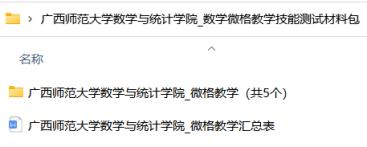 广西师范大学数学与统计学院_数学微格教学技能测试材料包
名称
广西师范大学数学与统计学院_微格教学（共5个）
广西师范大学数学与统计学院_微格教学汇总表